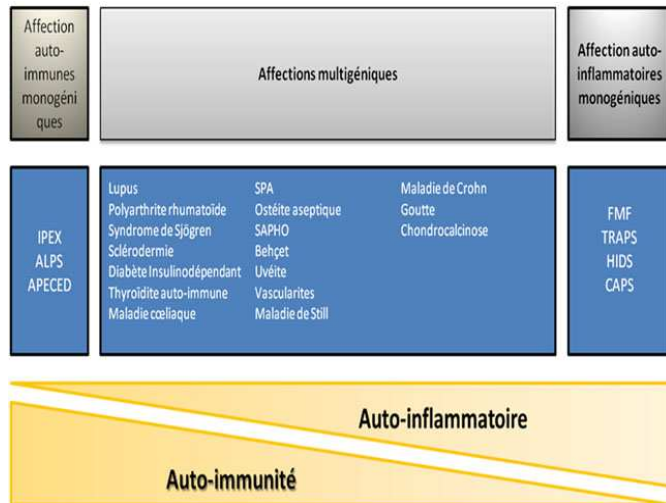 Affection
auto-
immunes
monogéni
ques
Affections multigéniques
Affection auto-
inflammatoires
monogéniques
IPEX
ALPS
APECED
Lupus
Polyarthrite rhumatoïde
Syndrome de Sjögren
Sclérodermie
Diabète Insulinodépendant
Thyroïdite auto-immune
Maladie cœliaque
SPA
Ostéite aseptique
SAPHO
Behçet
Uvéite
Vascularites
Maladie de Still
Maladie de Crohn
Goutte
Chondrocalcinose
FMF
TRAPS
HIDS
CAPS
Auto-inflammatoire
Auto-immunité